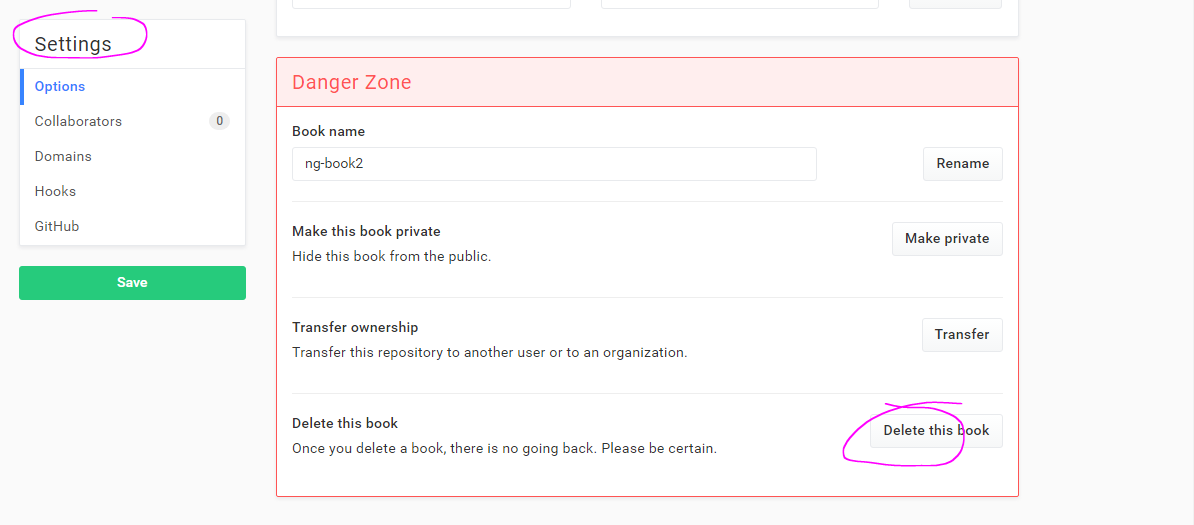 Settings
Options
Collaborators 0
Domains
Hooks
GitHub
Save
Danger Zone
Book name
ng-book2
Rename
Make this book private
Hide this book from the public.
Make private
Transfer ownership
Transfer this repository to another user or to an organization.
Transfer
Delete this book
Once you delete a book, there is no going back. Please be certain.
Delete this book